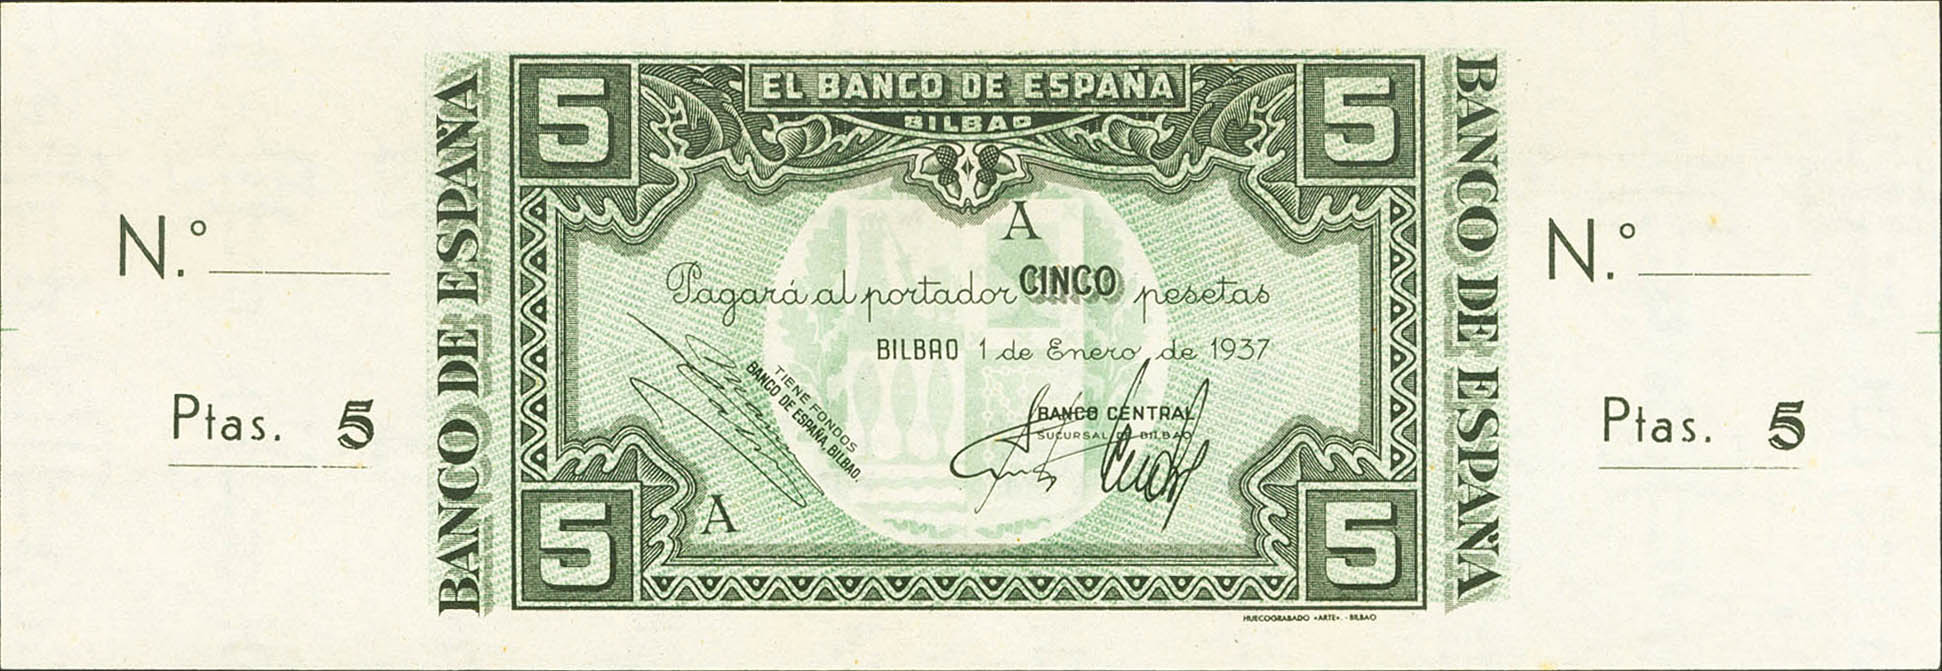 EL BANCO DE ESPAÑA
BILBAO
5
5
BANCO DE ESPAÑA
BANCO DE ESPAÑA
N.º
N.º
A
Pagará al portador CINCO pesetas
BILBAO 1 de Enero de 1937
TIENE FONDOS
BANCO DE ESPAÑA, BILBAO.
BANCO CENTRAL
SUCURSAL DE BILBAO
Ptas. 5
Ptas. 5
A
5
5
HUECOGRABADO «ARTE». - BILBAO